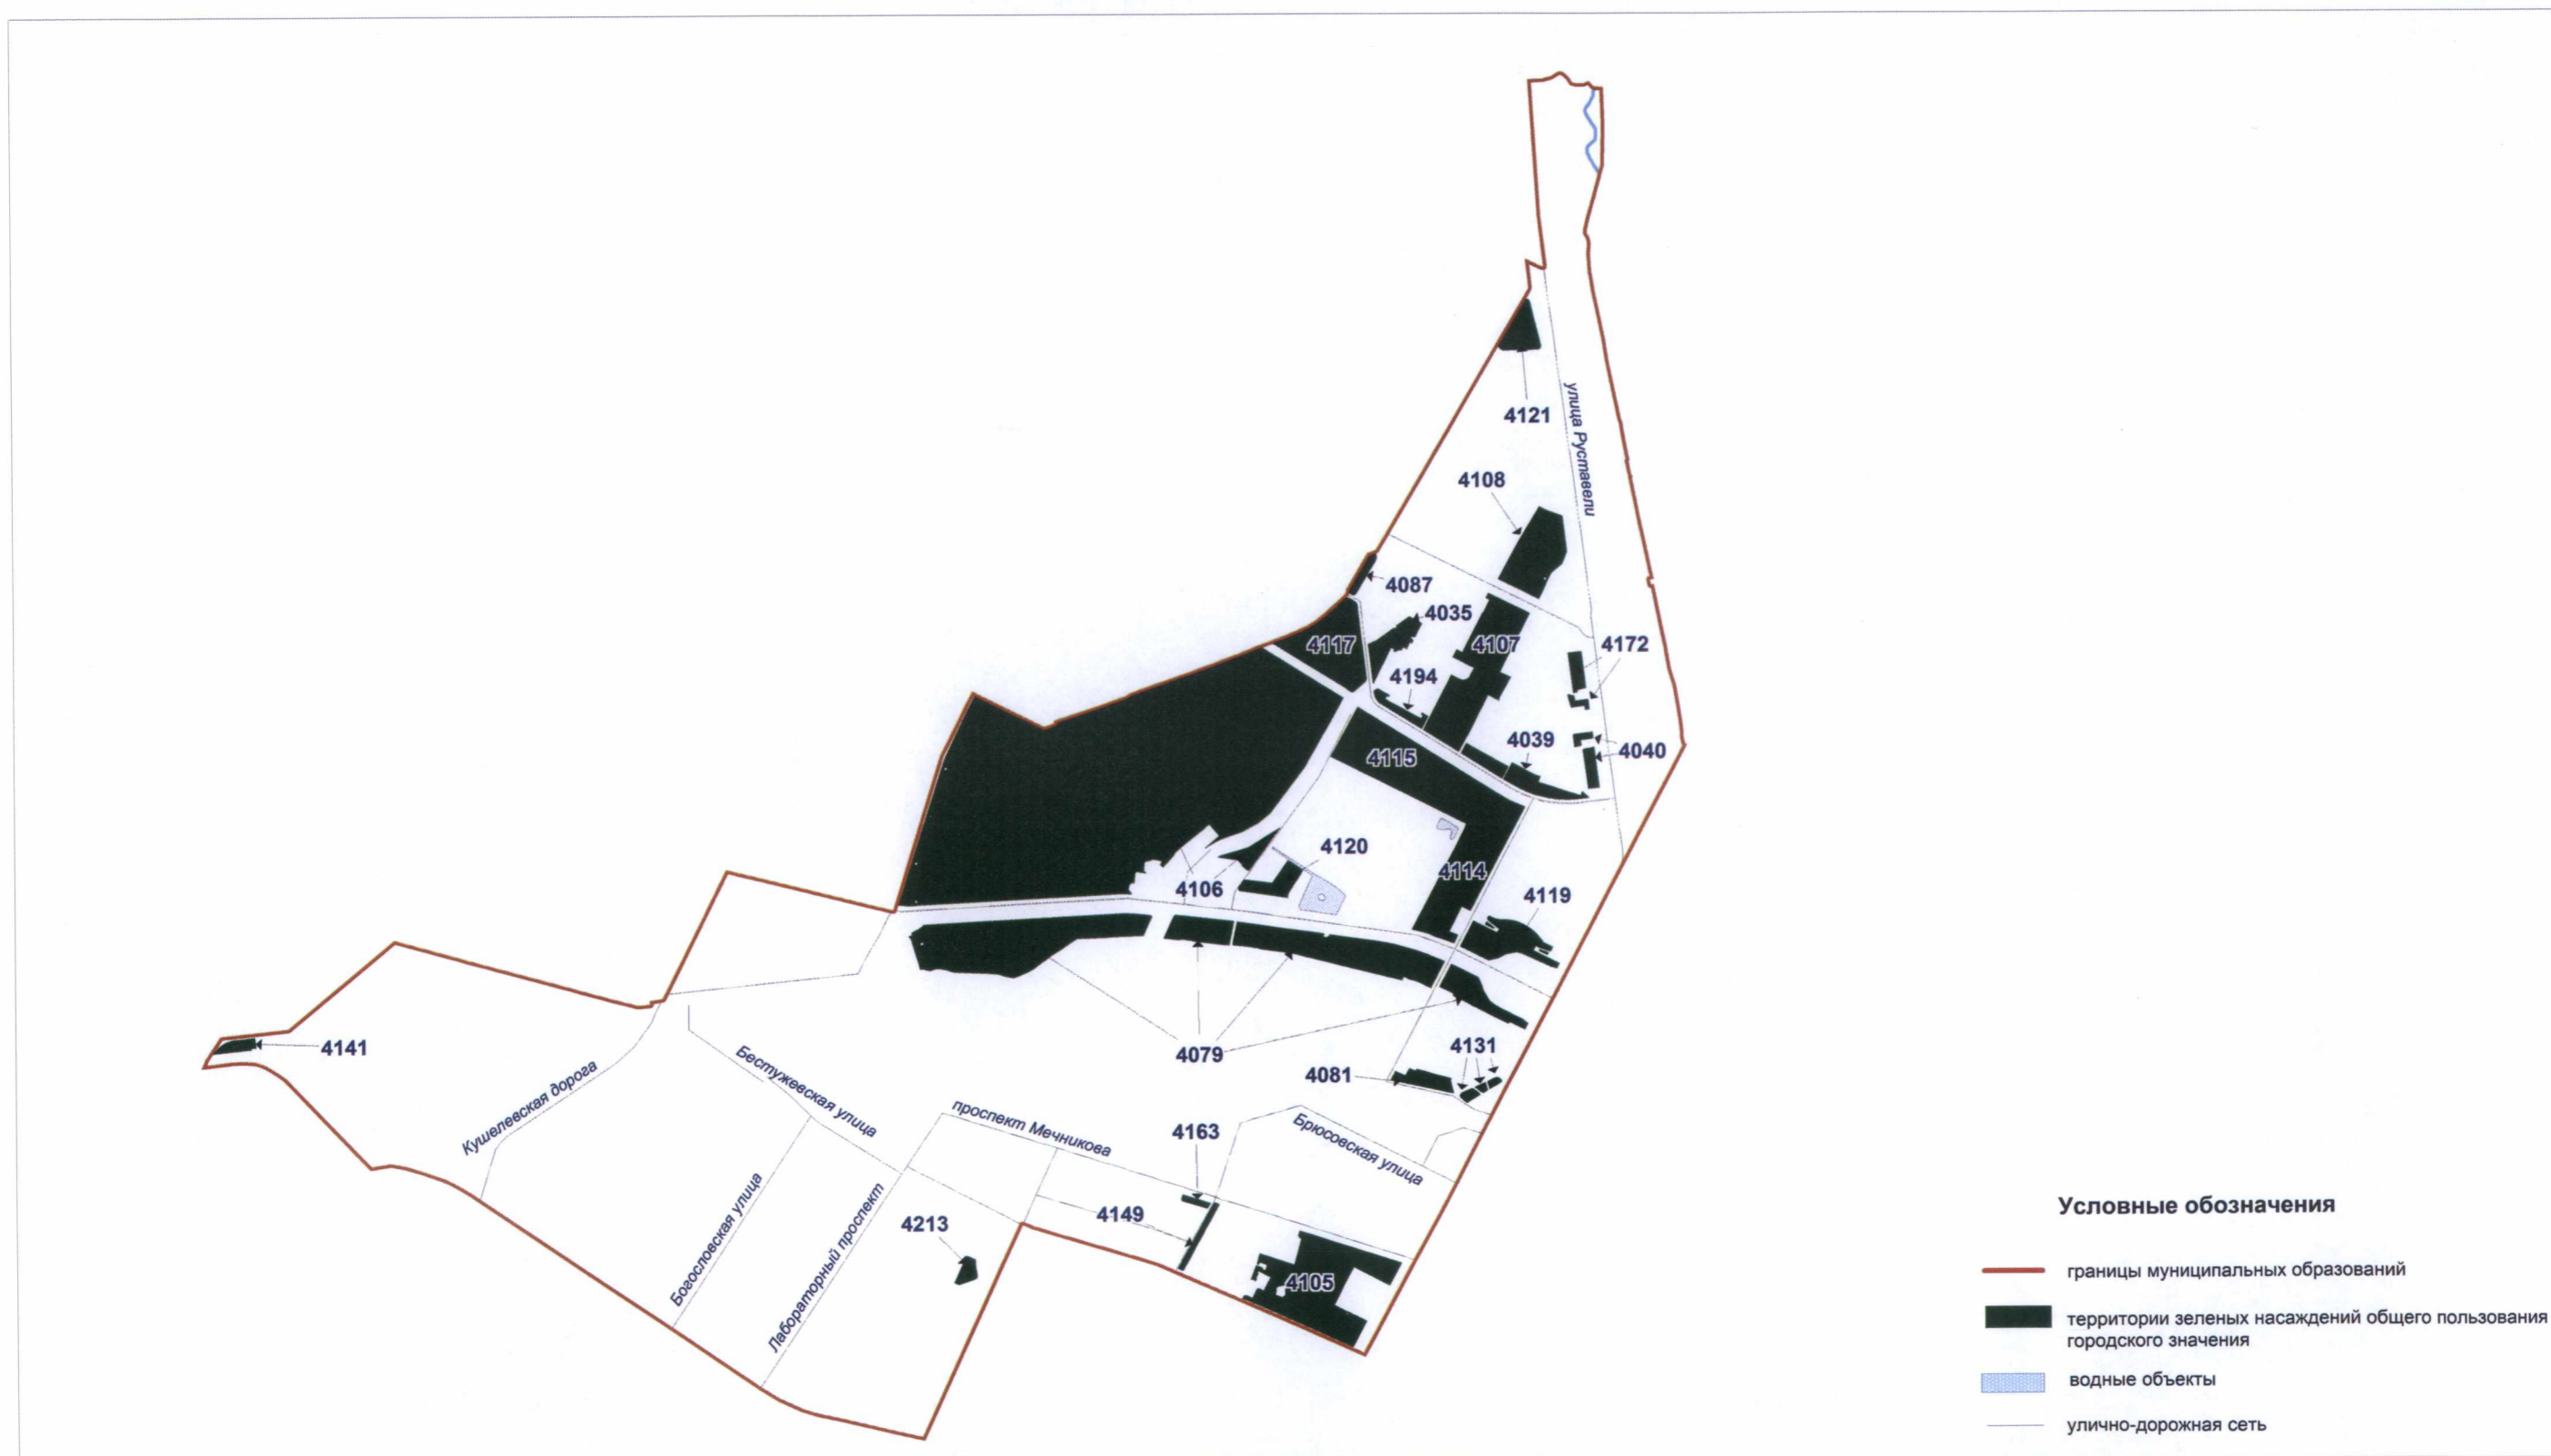 4121
улица Руставели
4108
4087
4035
4117
4107
4172
4194
4039
4040
4115
4120
4106
4114
4119
4141
4079
4131
4081
Кушелевская дорога
Бестужевская улица
проспект Мечникова
4163
Брюсовская улица
Богословская улица
Лабораторный проспект
4213
4149
4105
Условные обозначения
границы муниципальных образований
территории зеленых насаждений общего пользования
городского значения
водные объекты
улично-дорожная сеть